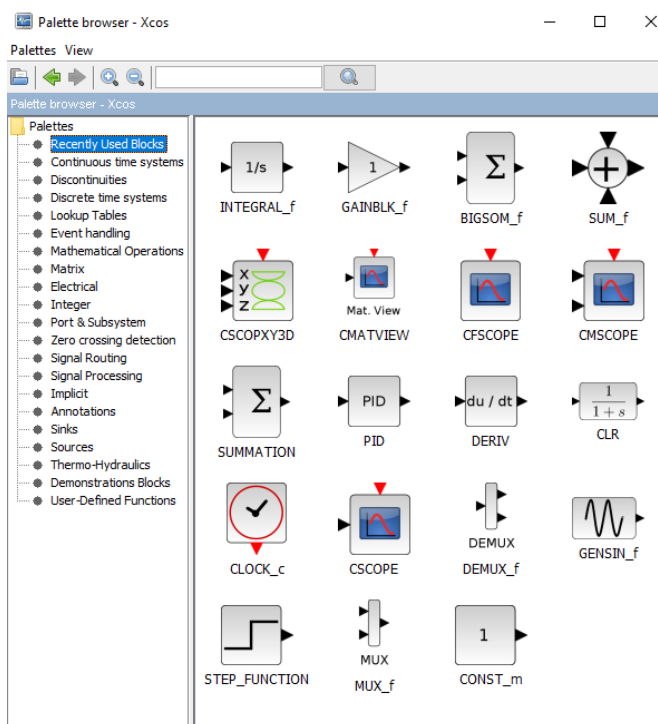 Palette browser - Xcos
Palettes View
Palette browser - Xcos
Palettes
Recently Used Blocks
Continuous time systems
Discontinuities
Discrete time systems
Lookup Tables
Event handling
Mathematical Operations
Matrix
Electrical
Integer
Port & Subsystem
Zero crossing detection
Signal Routing
Signal Processing
Implicit
Annotations
Sinks
Sources
Thermo-Hydraulics
Demonstrations Blocks
User-Defined Functions
1/s
INTEGRAL_f
1
GAINBLK_f
Σ
BIGSOM_f
+
SUM_f
x
y
z
CSCOPXY3D
Mat. View
CMATVIEW
CFSCOPE
CMSCOPE
Σ
SUMMATION
PID
PID
du / dt
DERIV
1
1 + s
CLR
CLOCK_c
CSCOPE
DEMUX
DEMUX_f
GENSIN_f
STEP_FUNCTION
MUX
MUX_f
1
CONST_m